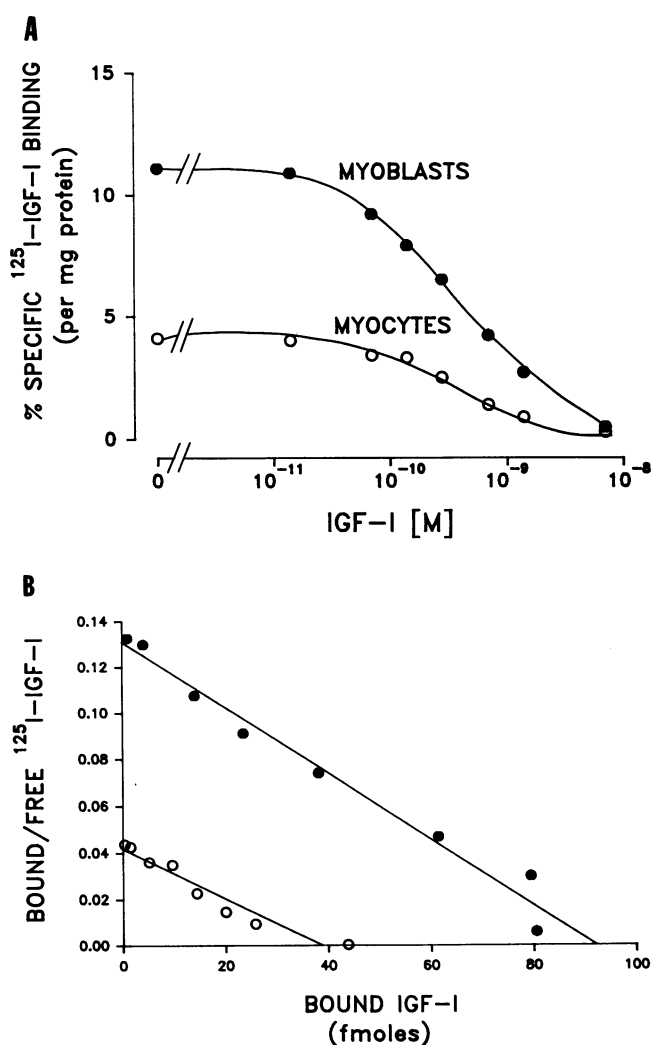 A
% SPECIFIC ¹²⁵I-IGF-I BINDING
(per mg protein)
15
10
5
0
MYOBLASTS
MYOCYTES
0 10⁻¹¹ 10⁻¹⁰ 10⁻⁹ 10⁻⁸
IGF-I [M]
B
BOUND/FREE ¹²⁵I-IGF-I
0.14
0.12
0.10
0.08
0.06
0.04
0.02
0.00
0 20 40 60 80 100
BOUND IGF-I
(fmoles)